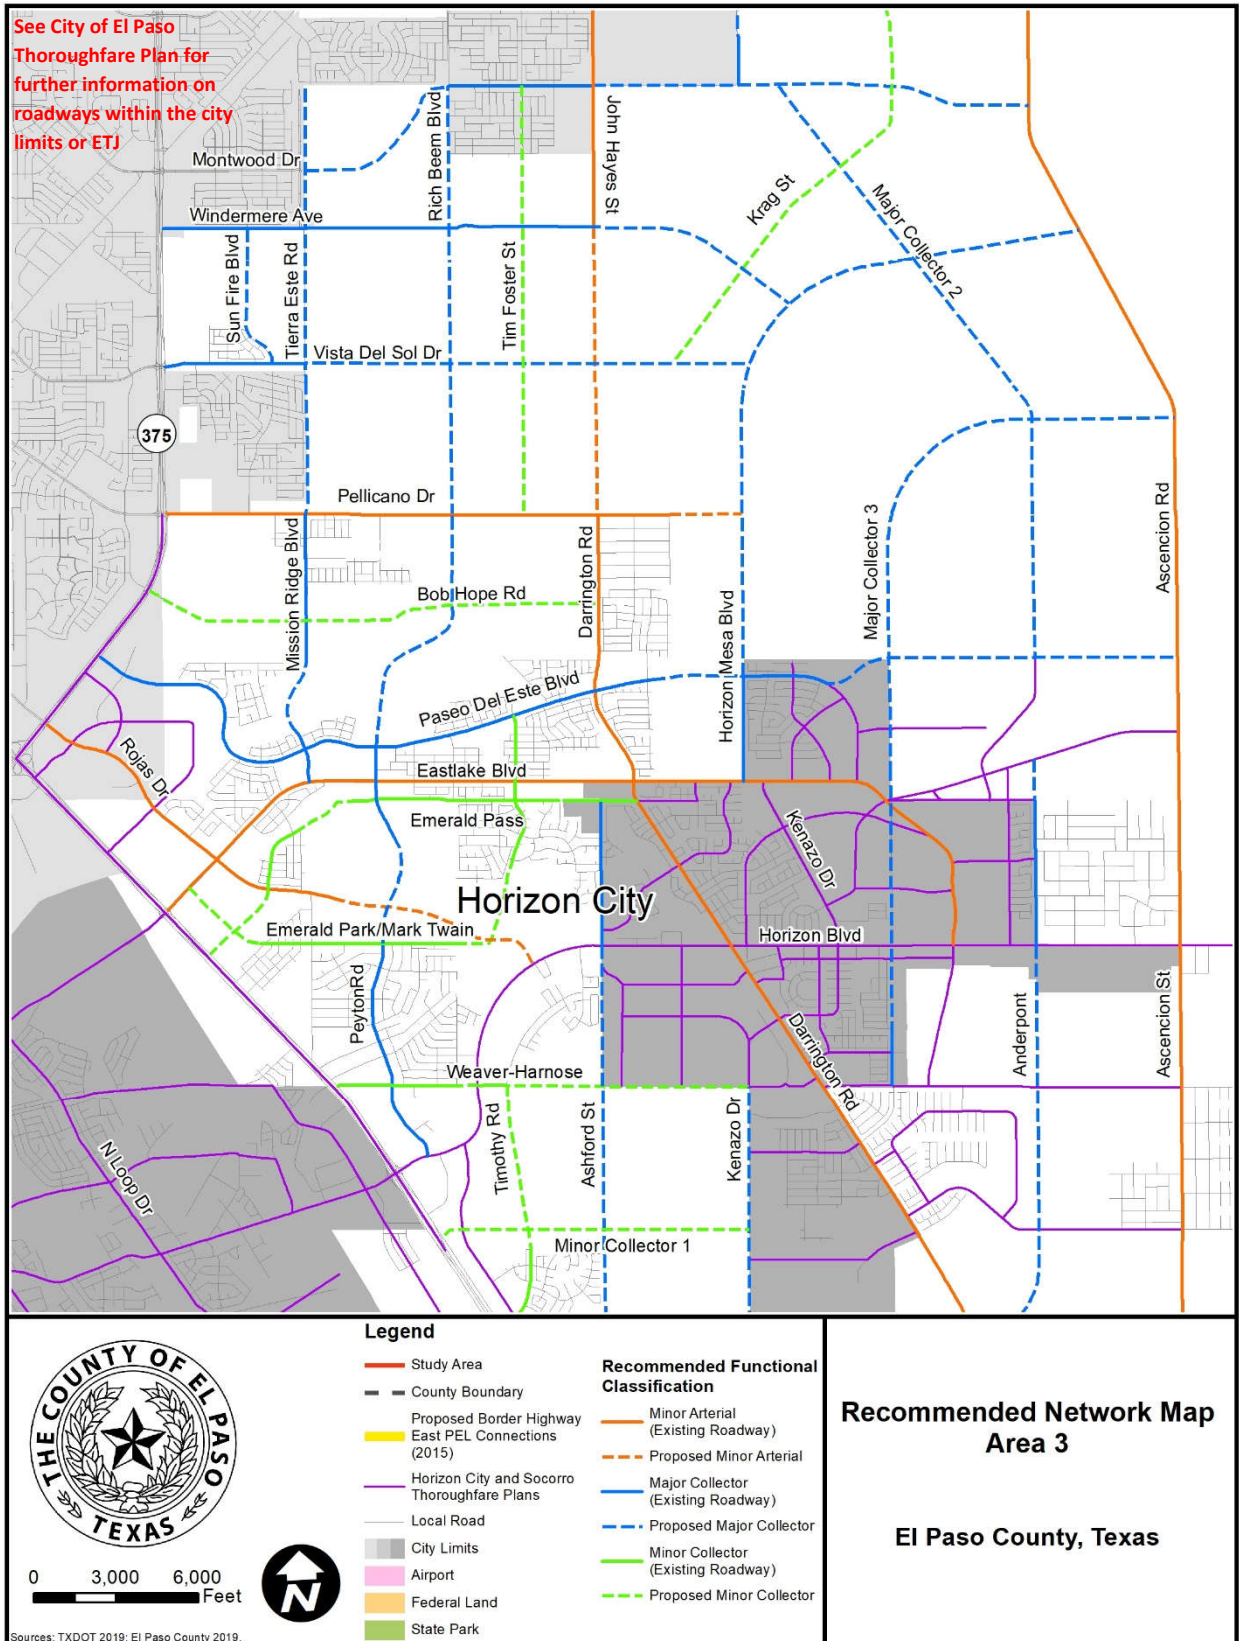 See City of El Paso
Thoroughfare Plan for
further information on
roadways within the city
limits or ETJ
Montwood Dr
Rich Beem Blvd
John Hayes St
Windermere Ave
Krag St
Major Collector 2
Sun Fire Blvd
Tierra Este Rd
Tim Foster St
Vista Del Sol Dr
375
Pellicano Dr
Mission Ridge Blvd
Darrington Rd
Major Collector 3
Ascencion Rd
Bob Hope Rd
Horizon Mesa Blvd
Paseo Del Este Blvd
Rojas Dr
Eastlake Blvd
Emerald Pass
Kenazo Dr
Horizon City
Emerald Park/Mark Twain
Horizon Blvd
Peyton Rd
Anderpont
Ascencion St
Darrington Rd
Weaver-Harnose
Timothy Rd
Ashford St
Kenazo Dr
N Loop Dr
Minor Collector 1
THE COUNTY OF EL PASO
TEXAS
0 3,000 6,000
Feet
N
Sources: TXDOT 2019; El Paso County 2019.
Legend
Study Area
County Boundary
Proposed Border Highway
East PEL Connections
(2015)
Horizon City and Socorro
Thoroughfare Plans
Local Road
City Limits
Airport
Federal Land
State Park
Recommended Functional
Classification
Minor Arterial
(Existing Roadway)
Proposed Minor Arterial
Major Collector
(Existing Roadway)
Proposed Major Collector
Minor Collector
(Existing Roadway)
Proposed Minor Collector
Recommended Network Map
Area 3
El Paso County, Texas